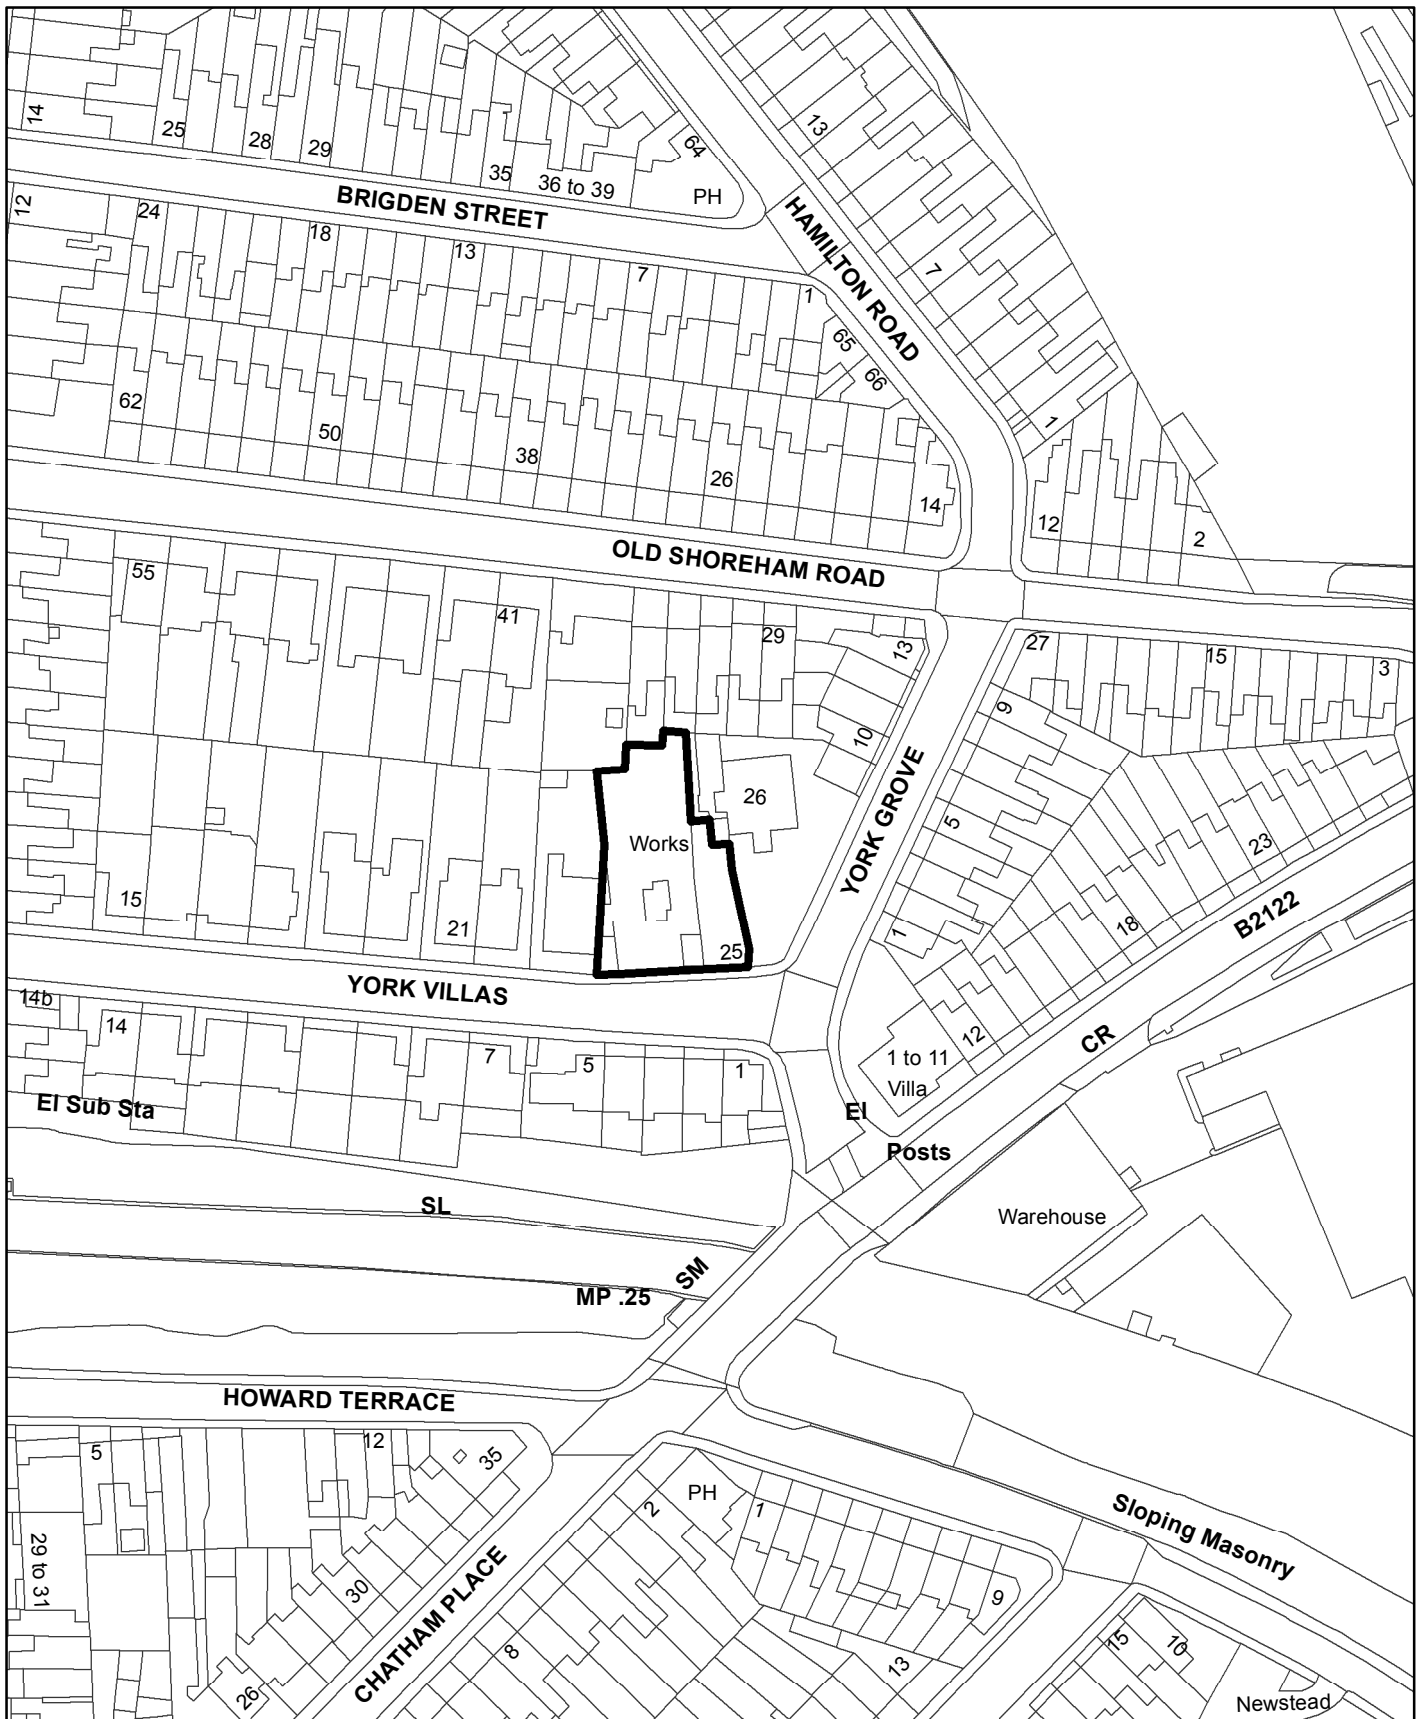 14
25
28
29
35
36 to 39
64
PH
13
BRIGDEN STREET
HAMILTON ROAD
12
24
18
13
7
1
65
66
7
1
62
50
38
26
14
12
2
OLD SHOREHAM ROAD
55
41
29
13
27
15
3
10
9
26
Works
YORK GROVE
5
23
15
21
25
1
18
B2122
YORK VILLAS
14b
14
7
5
1
12
CR
1 to 11
Villa
El Sub Sta
El
Posts
SL
Warehouse
SM
MP .25
HOWARD TERRACE
5
12
35
PH
2
1
Sloping Masonry
29 to 31
30
CHATHAM PLACE
9
8
13
26
15
10
Newstead